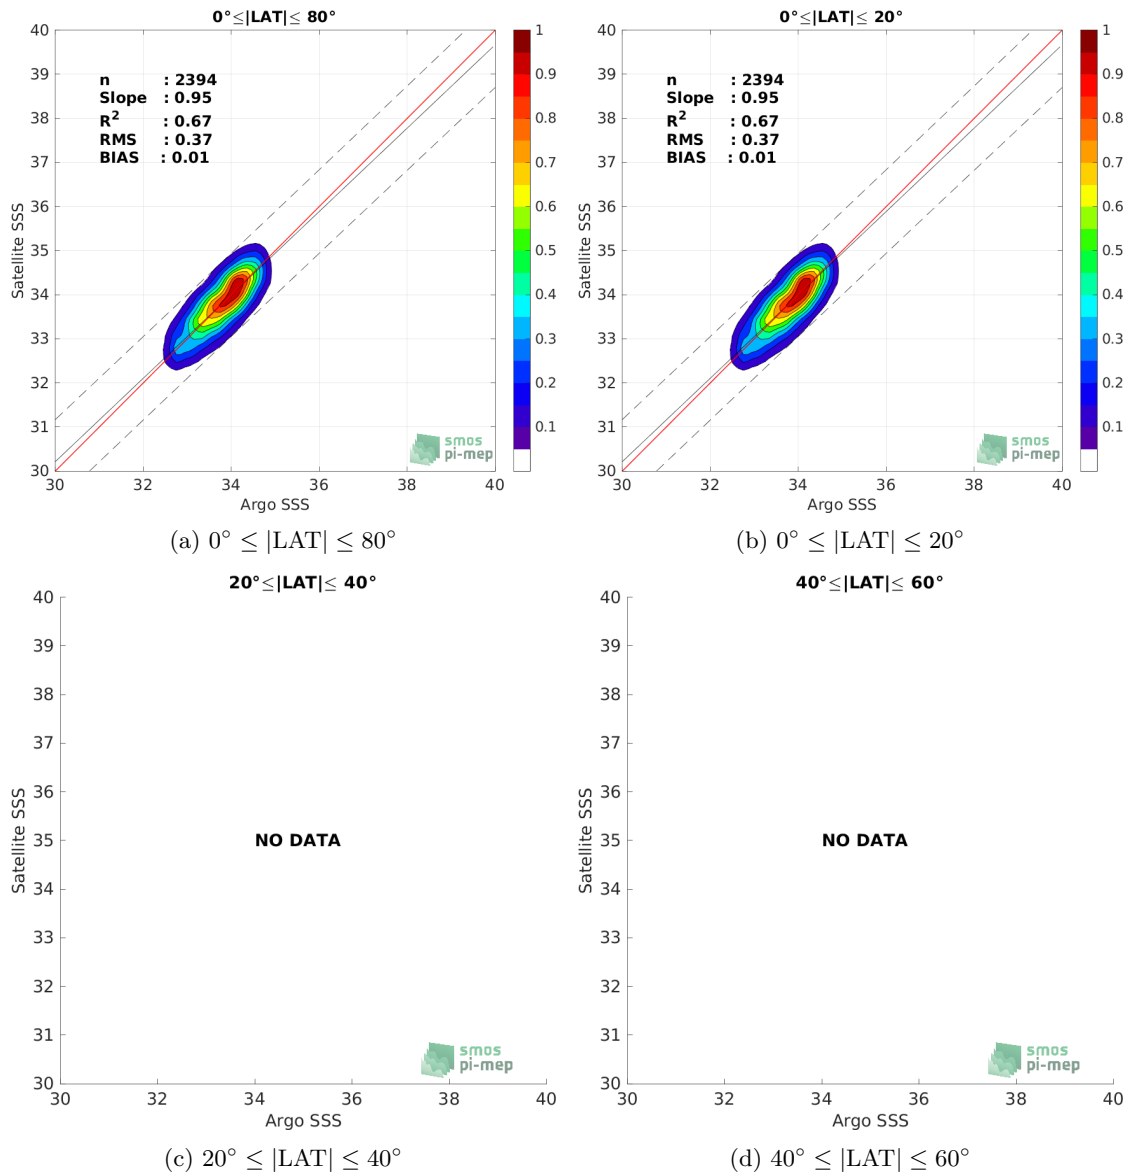 0°≤|LAT|≤ 80°
40
39
38
37
36
35
34
33
32
31
30
30
32
34
36
38
40
Satellite SSS
Argo SSS
n : 2394
Slope : 0.95
R² : 0.67
RMS : 0.37
BIAS : 0.01
1
0.9
0.8
0.7
0.6
0.5
0.4
0.3
0.2
0.1
smos
pi-mep
(a) 0° ≤ |LAT| ≤ 80°
0°≤|LAT|≤ 20°
40
39
38
37
36
35
34
33
32
31
30
30
32
34
36
38
40
Satellite SSS
Argo SSS
n : 2394
Slope : 0.95
R² : 0.67
RMS : 0.37
BIAS : 0.01
1
0.9
0.8
0.7
0.6
0.5
0.4
0.3
0.2
0.1
smos
pi-mep
(b) 0° ≤ |LAT| ≤ 20°
20°≤|LAT|≤ 40°
40
39
38
37
36
35
34
33
32
31
30
30
32
34
36
38
40
Satellite SSS
Argo SSS
NO DATA
smos
pi-mep
(c) 20° ≤ |LAT| ≤ 40°
40°≤|LAT|≤ 60°
40
39
38
37
36
35
34
33
32
31
30
30
32
34
36
38
40
Satellite SSS
Argo SSS
NO DATA
smos
pi-mep
(d) 40° ≤ |LAT| ≤ 60°